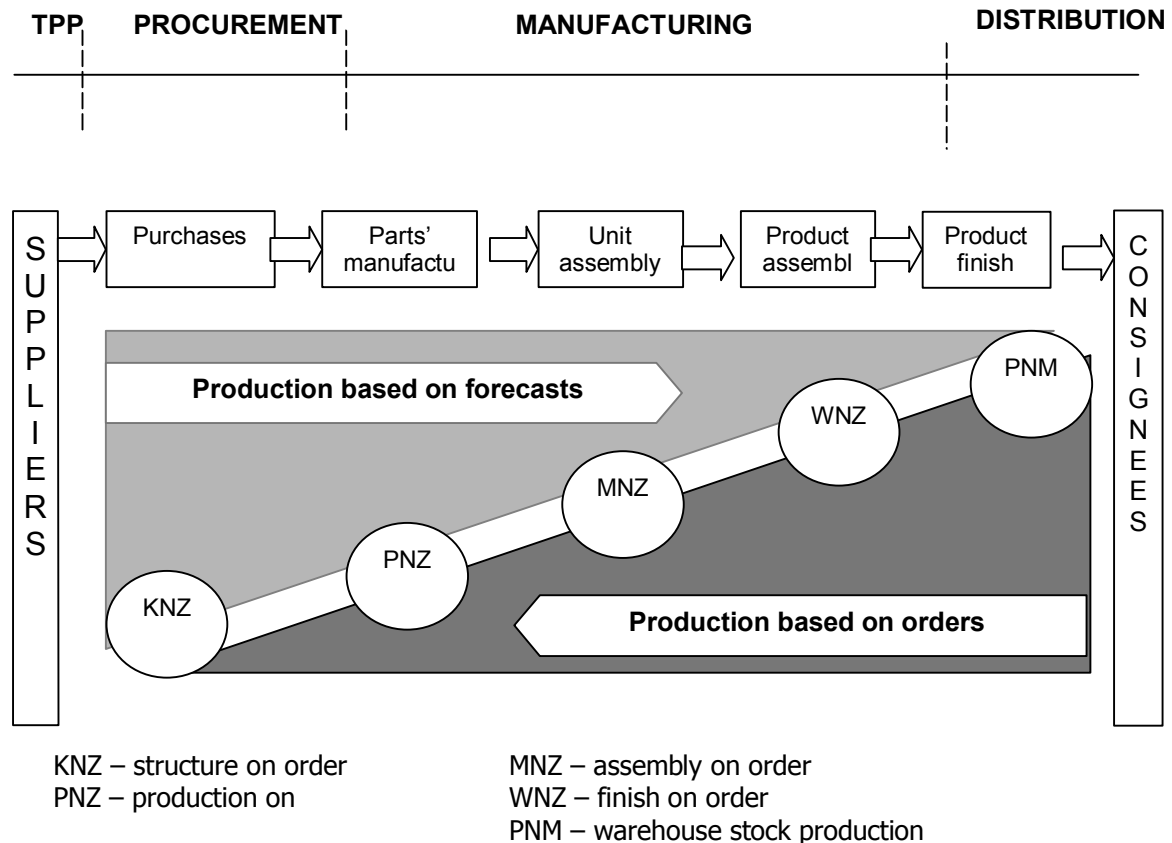 TPP PROCUREMENT MANUFACTURING DISTRIBUTION
SUPPLIERS
Purchases
Parts'
manufactu
Unit
assembly
Product
assembl
Product
finish
CONSIGNEES
Production based on forecasts
PNM
WNZ
MNZ
PNZ
KNZ
Production based on orders
KNZ – structure on order
PNZ – production on
MNZ – assembly on order
WNZ – finish on order
PNM – warehouse stock production